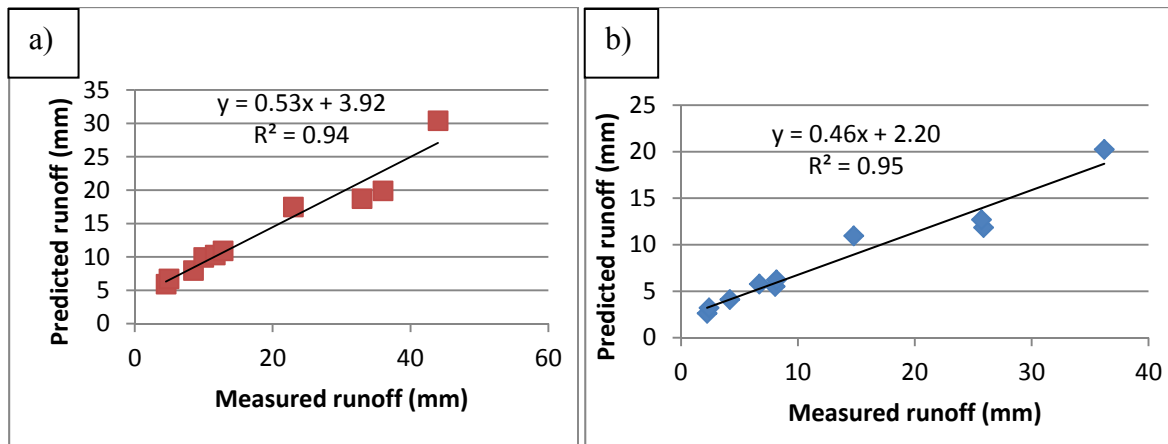 a)
35
30
25
20
15
10
5
0
Predicted runoff (mm)
y = 0.53x + 3.92
R² = 0.94
0 20 40 60
Measured runoff (mm)
b)
25
20
15
10
5
0
Predicted runoff (mm)
y = 0.46x + 2.20
R² = 0.95
0 10 20 30 40
Measured runoff (mm)